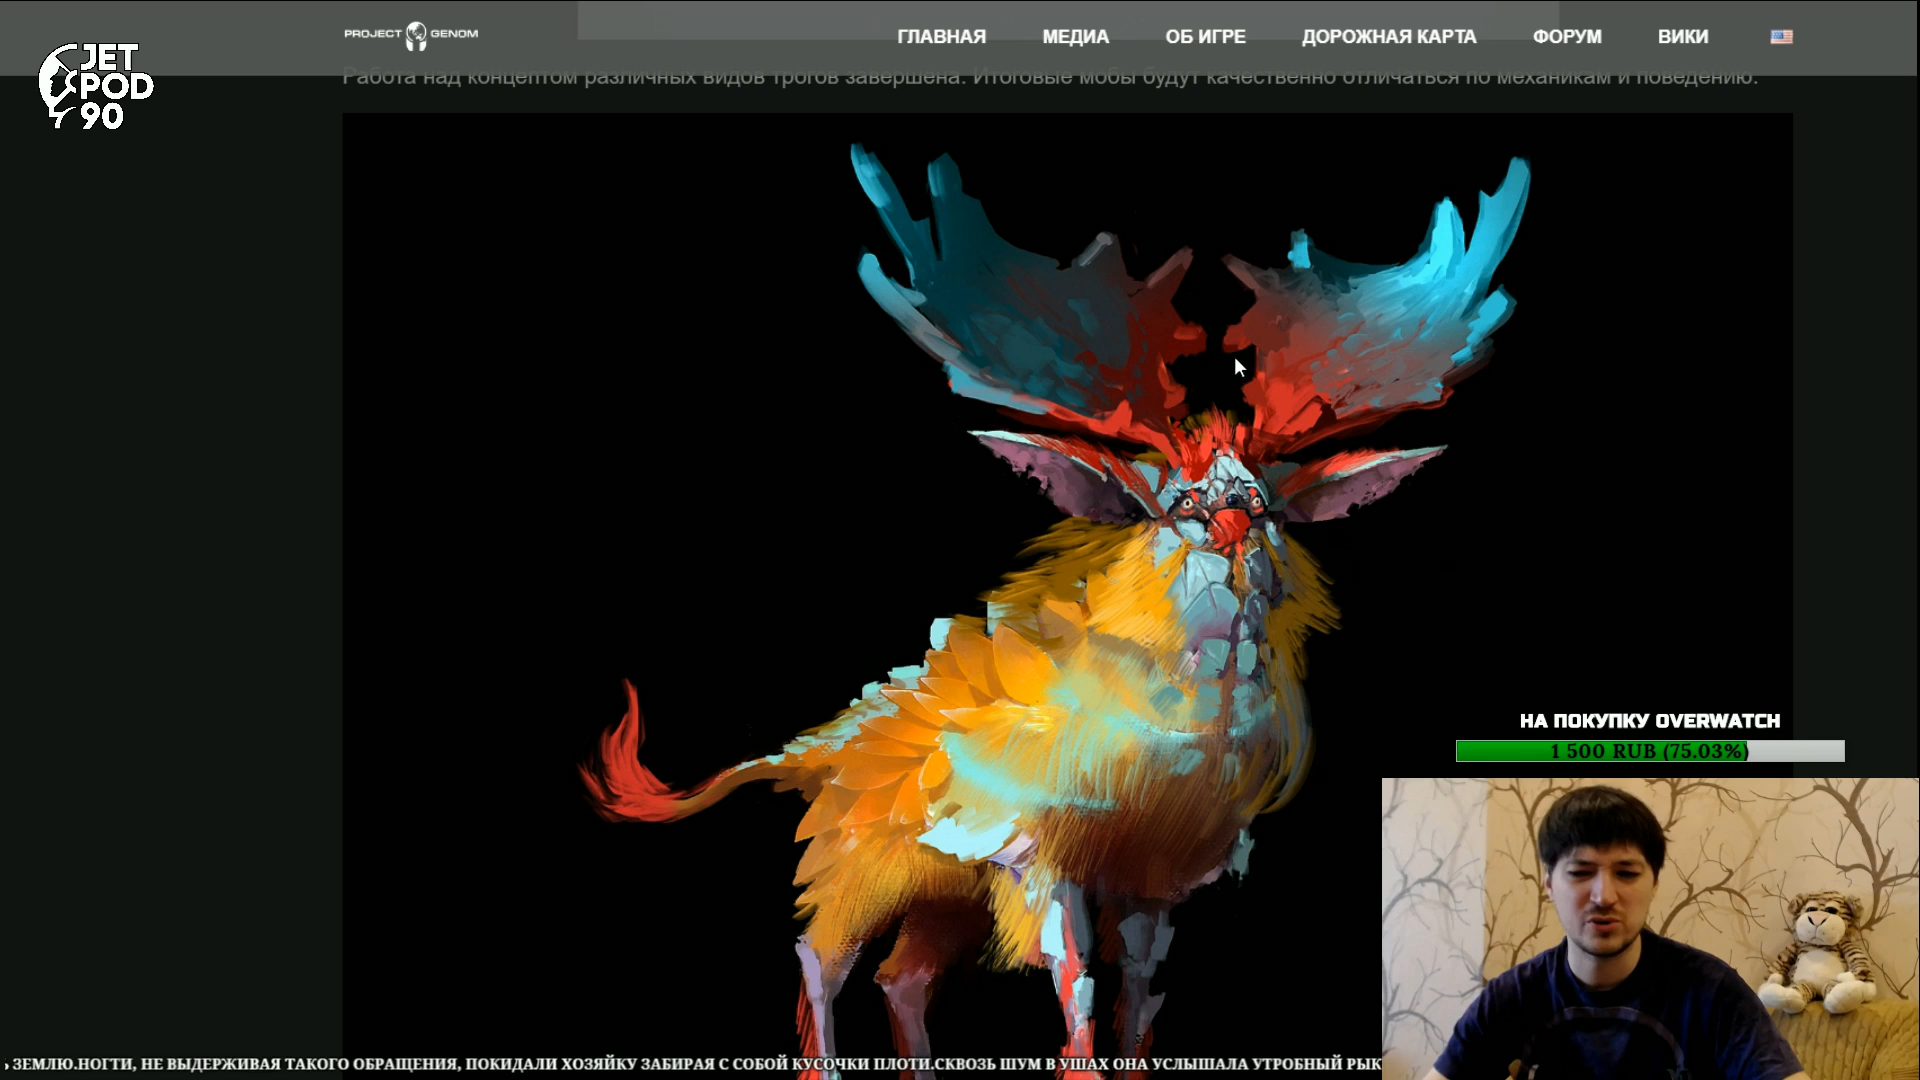 PROJECT GENOM
ГЛАВНАЯ
МЕДИА
ОБ ИГРЕ
ДОРОЖНАЯ КАРТА
ФОРУМ
ВИКИ
JET
POD
90
Работа над концептом различных видов трогов завершена. Итоговые мобы будут качественно отличаться по механикам и поведению.
НА ПОКУПКУ OVERWATCH
1 500 RUB (75.03%)
Ь ЗЕМЛЮ.НОГТИ, НЕ ВЫДЕРЖИВАЯ ТАКОГО ОБРАЩЕНИЯ, ПОКИДАЛИ ХОЗЯЙКУ ЗАБИРАЯ С СОБОЙ КУСОЧКИ ПЛОТИ.СКВОЗЬ ШУМ В УШАХ ОНА УСЛЫШАЛА УТРОБНЫЙ РЫК